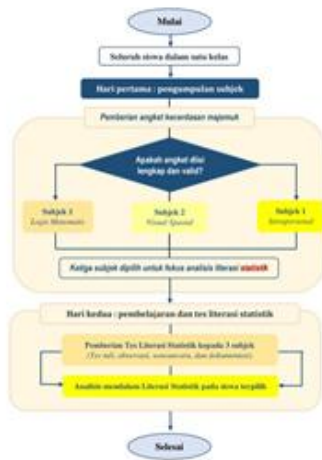 Mulai
Seluruh siswa dalam satu kelas
Hari pertama : pengumpulan subjek
Pemberian angket kecerdasan majemuk
Apakah angket diisi
lengkap dan valid?
Subjek 1
Logis Matematis
Subjek 2
Visual Spasial
Subjek 3
Interpersonal
Ketiga subjek dipilih untuk fokus analisis literasi statistik
Hari kedua : pembelajaran dan tes literasi statistik
Pemberian Tes Literasi Statistik kepada 3 subjek
(Tes tuli, observasi, wawancara, dan dokumentasi)
Analisis mendalam Literasi Statistik pada siswa terpilih
Selesai